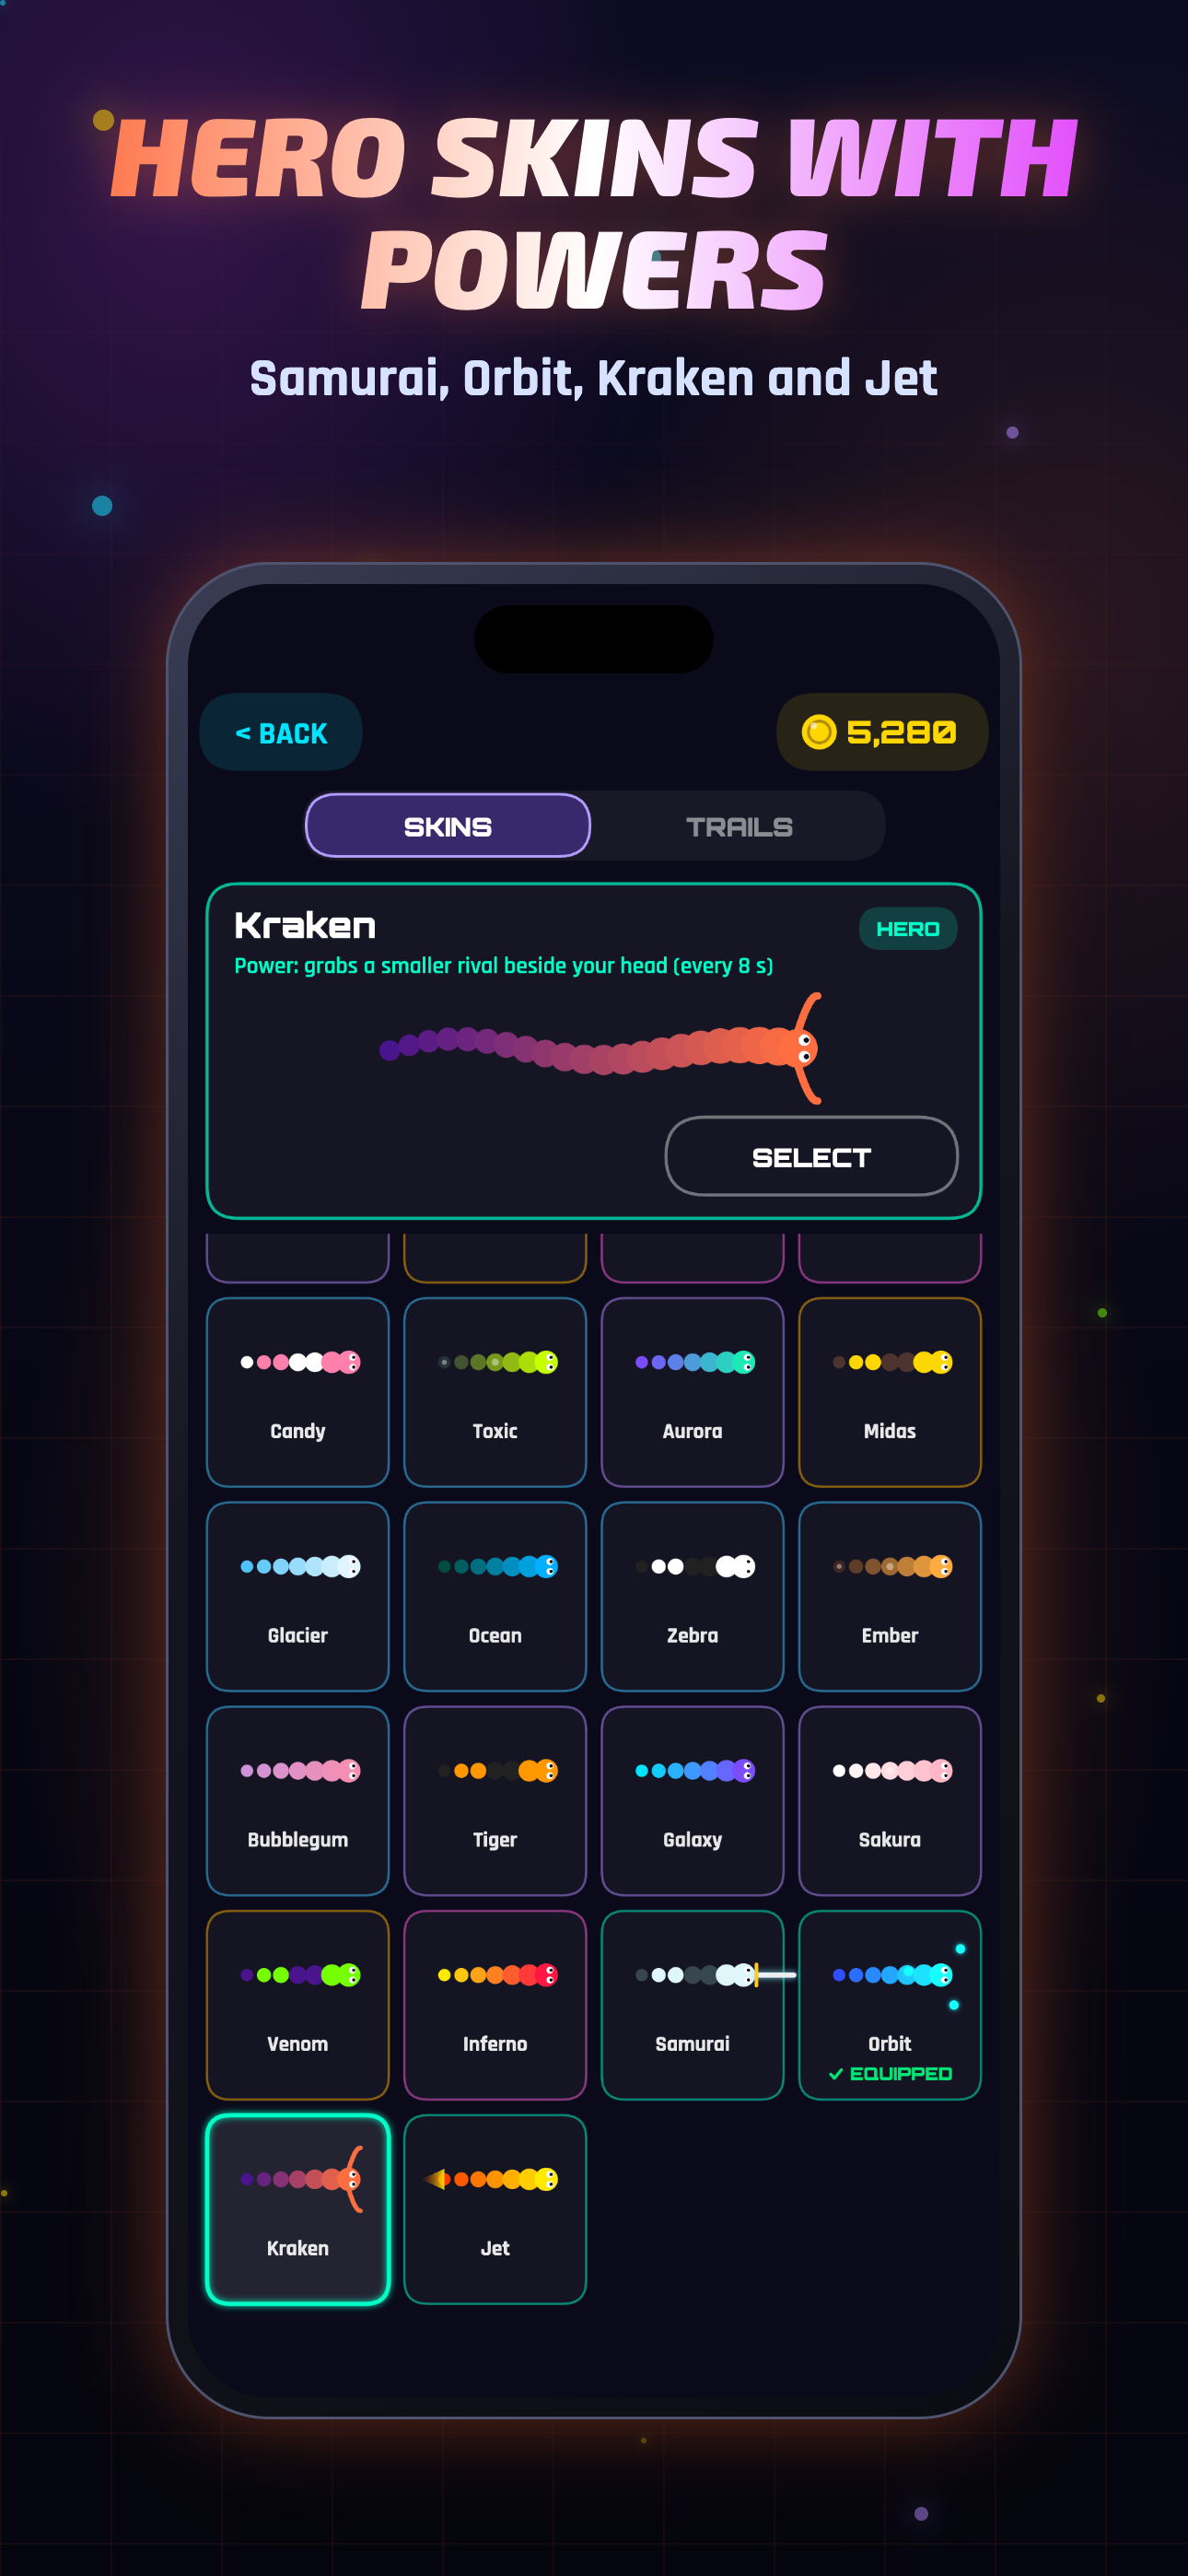 HERO SKINS WITH
POWERS
Samurai, Orbit, Kraken and Jet
< BACK
5,280
SKINS
TRAILS
Kraken
HERO
Power: grabs a smaller rival beside your head (every 8 s)
SELECT
Candy
Toxic
Aurora
Midas
Glacier
Ocean
Zebra
Ember
Bubblegum
Tiger
Galaxy
Sakura
Venom
Inferno
Samurai
Orbit
✓ EQUIPPED
Kraken
Jet